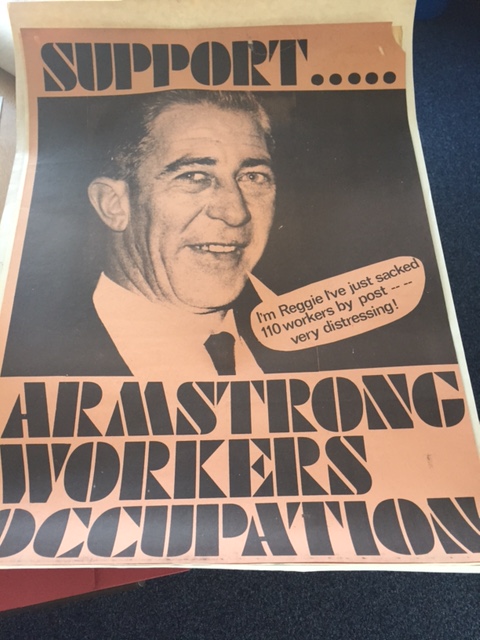 SUPPORT.....
I'm Reggie I've just sacked
110 workers by post -- --
very distressing!
ARMSTRONG
WORKERS
OCCUPATION